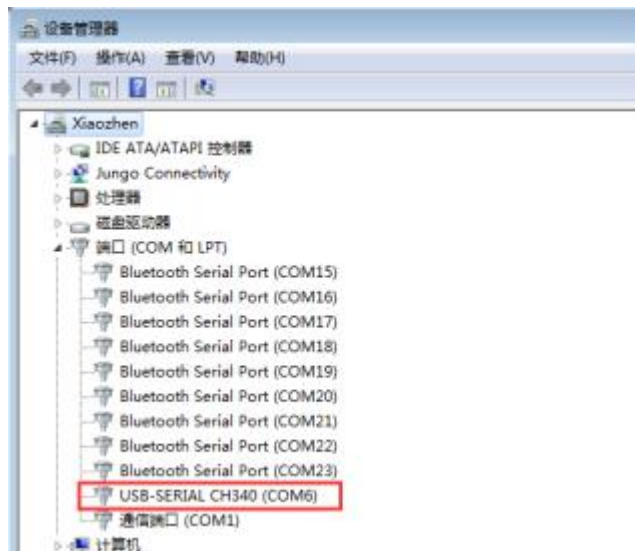 设备管理器
文件(F) 操作(A) 查看(V) 帮助(H)
Xiaozhen
IDE ATA/ATAPI 控制器
Jungo Connectivity
处理器
磁盘驱动器
端口 (COM 和 LPT)
Bluetooth Serial Port (COM15)
Bluetooth Serial Port (COM16)
Bluetooth Serial Port (COM17)
Bluetooth Serial Port (COM18)
Bluetooth Serial Port (COM19)
Bluetooth Serial Port (COM20)
Bluetooth Serial Port (COM21)
Bluetooth Serial Port (COM22)
Bluetooth Serial Port (COM23)
USB-SERIAL CH340 (COM6)
通信端口 (COM1)
计算机